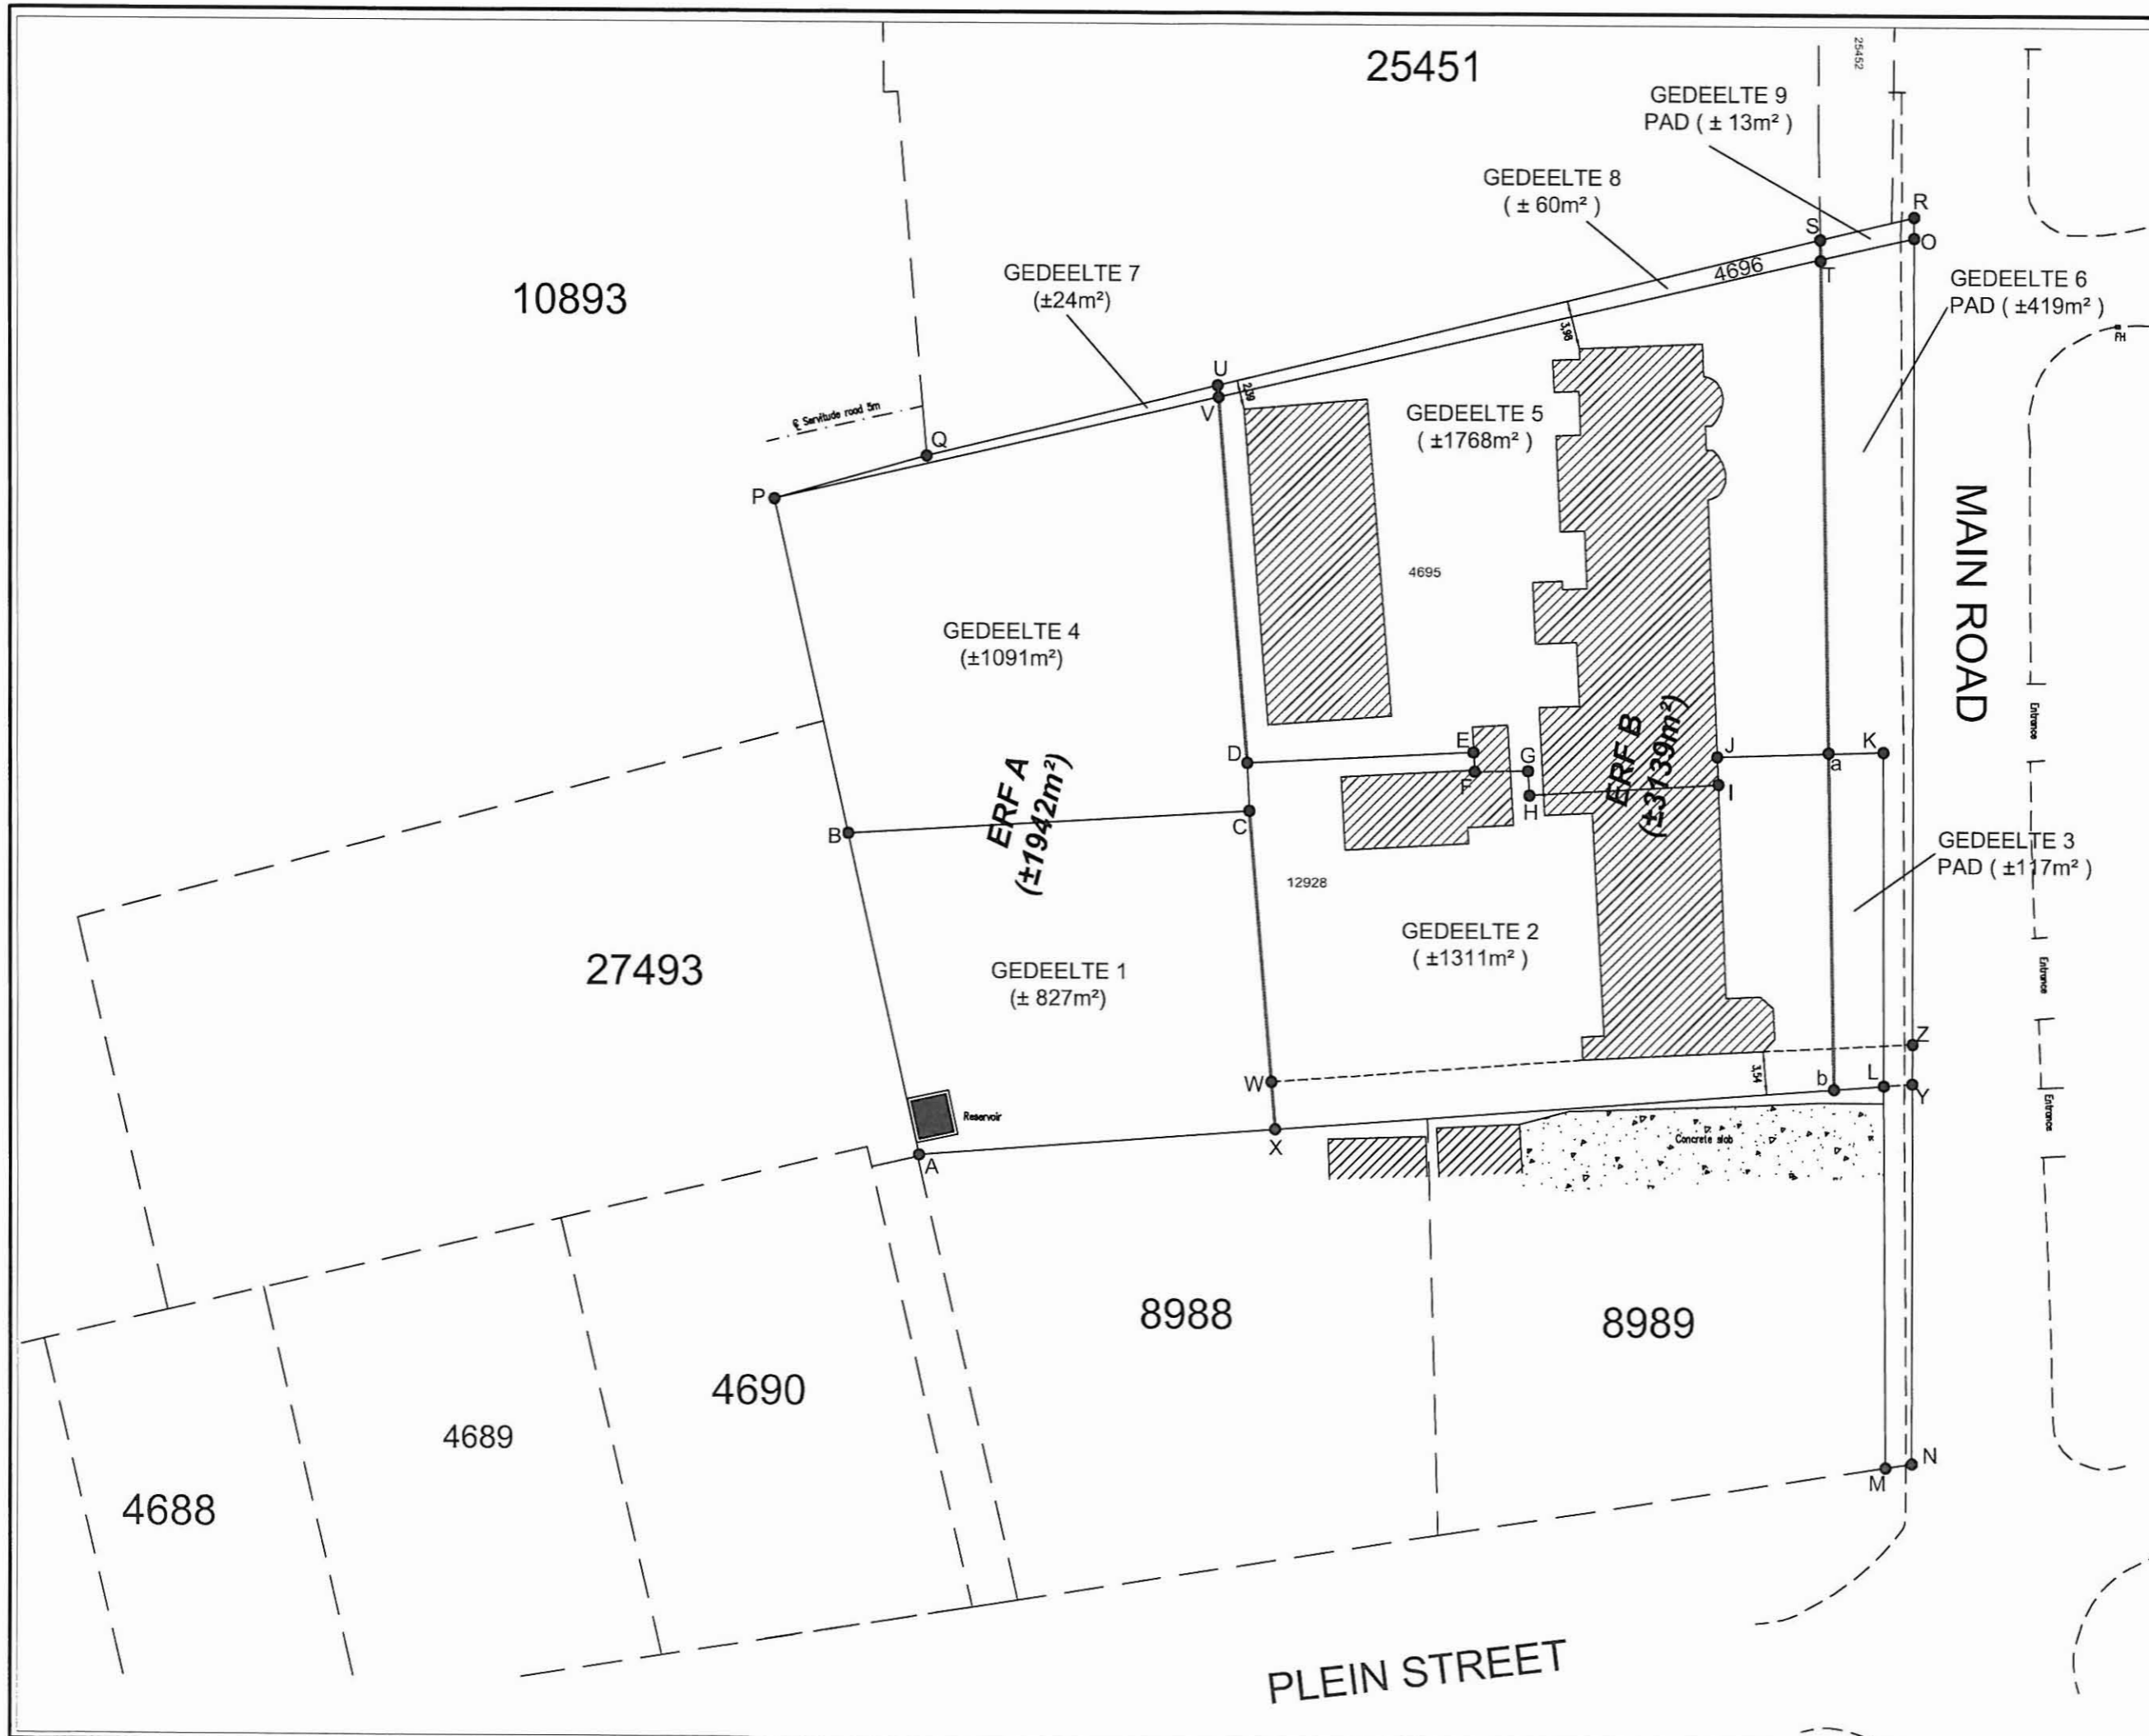 25451
25452
GEDEELTE 9
PAD ( ± 13m² )
GEDEELTE 8
( ± 60m² )
R
S
O
4696
T
GEDEELTE 7
(±24m²)
GEDEELTE 6
PAD ( ±419m² )
10893
3,98
FH
U
2,39
V
GEDEELTE 5
( ±1768m² )
℄ Servitude road 5m
Q
P
MAIN ROAD
4695
GEDEELTE 4
(±1091m²)
Entrance
D
E
G
J
K
a
F
H
I
ERF A
(±1942m²)
ERF B
(±3139m²)
B
C
GEDEELTE 3
PAD ( ±117m² )
12928
GEDEELTE 2
( ±1311m² )
27493
GEDEELTE 1
(± 827m²)
Entrance
Z
W
3,54
b
L
Y
Entrance
Reservoir
X
A
Concrete slab
8988
8989
4690
4689
4688
N
M
PLEIN STREET